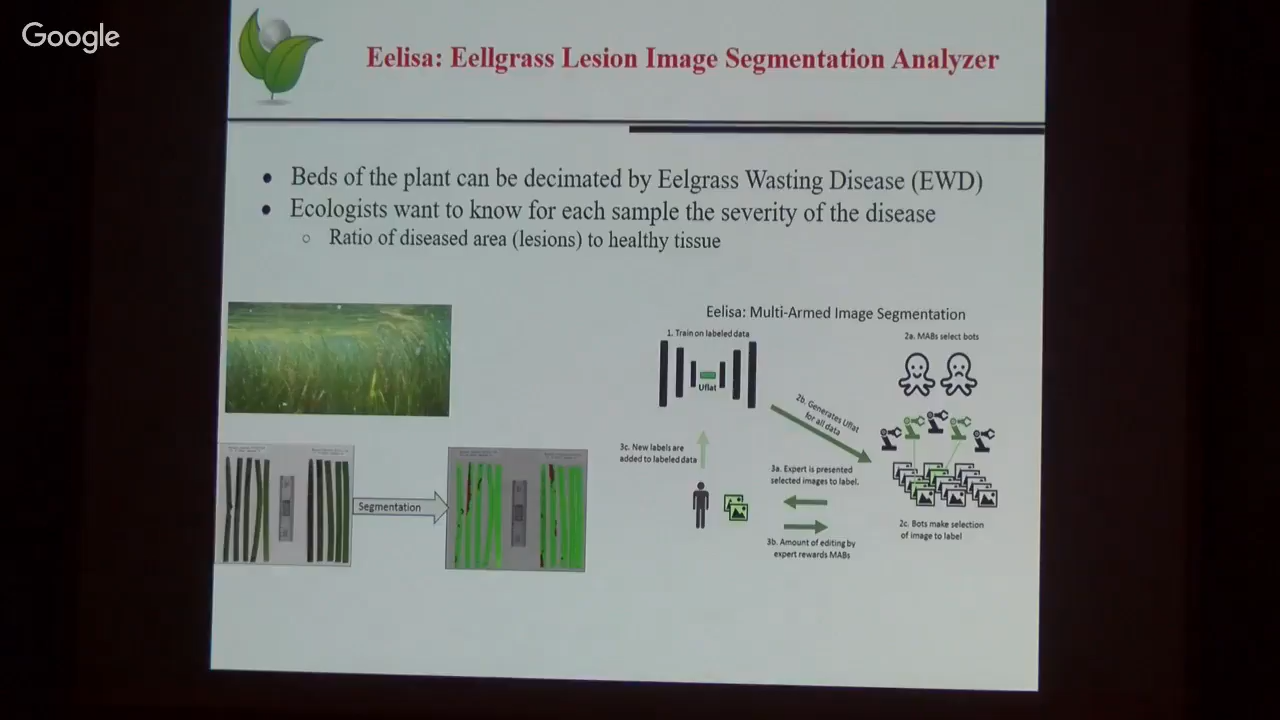 Google
Eelisa: Eellgrass Lesion Image Segmentation Analyzer
Beds of the plant can be decimated by Eelgrass Wasting Disease (EWD)
Ecologists want to know for each sample the severity of the disease
Ratio of diseased area (lesions) to healthy tissue
Segmentation
Eelisa: Multi-Armed Image Segmentation
1. Train on labeled data
Uflat
2a. MABs select bots
2b. Generates Uflat
for all data
2c. Bots make selection
of image to label
3a. Expert is presented
selected images to label.
3b. Amount of editing by
expert rewards MABs
3c. New labels are
added to labeled data